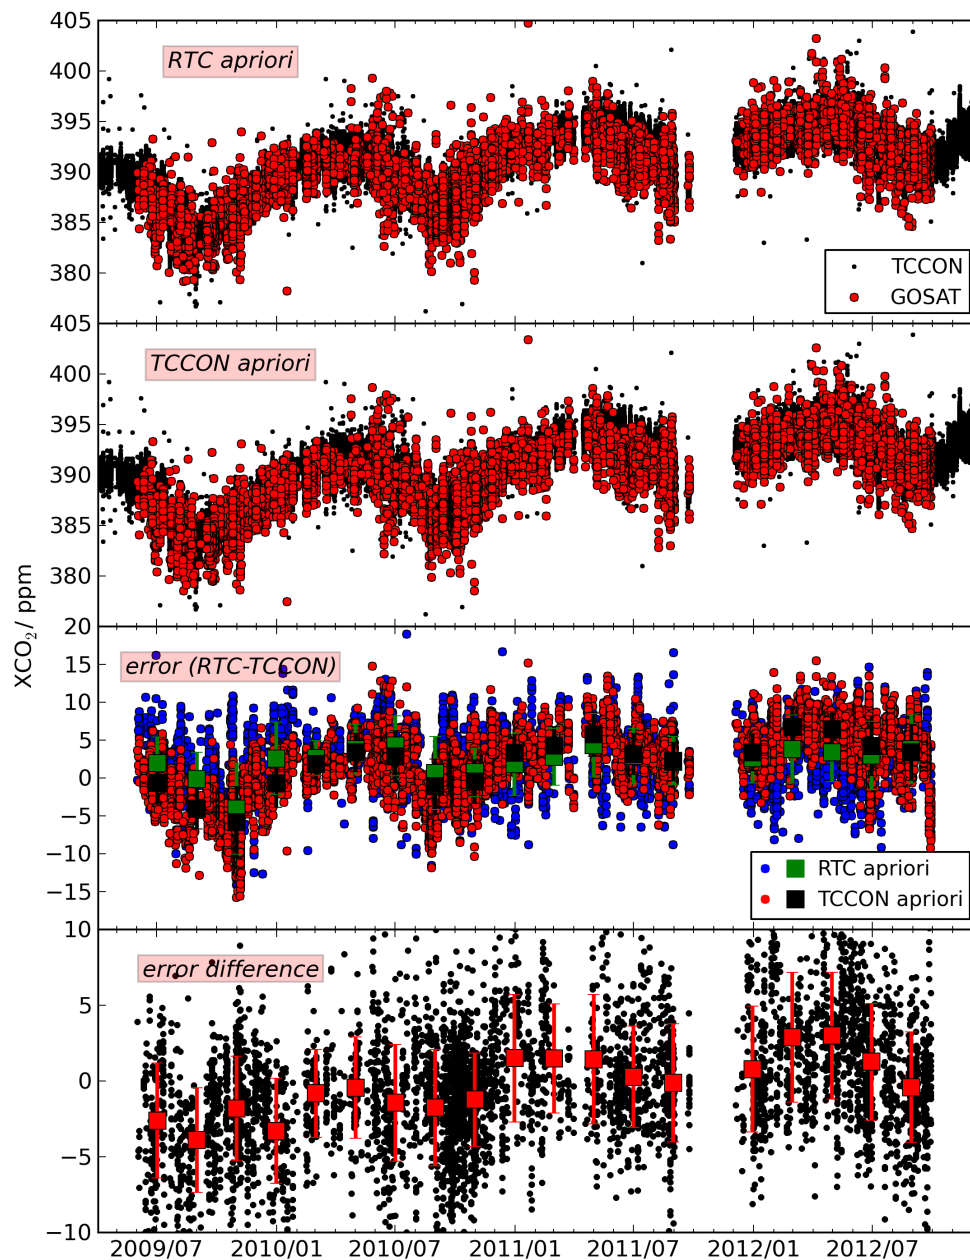 405
RTC apriori
400
395
390
385
380
TCCON
GOSAT
405
TCCON apriori
400
395
390
385
380
XCO₂ / ppm
20
error (RTC-TCCON)
15
10
5
0
−5
−10
−15
RTC apriori
TCCON apriori
10
error difference
5
0
−5
−10
2009/07 2010/01 2010/07 2011/01 2011/07 2012/01 2012/07